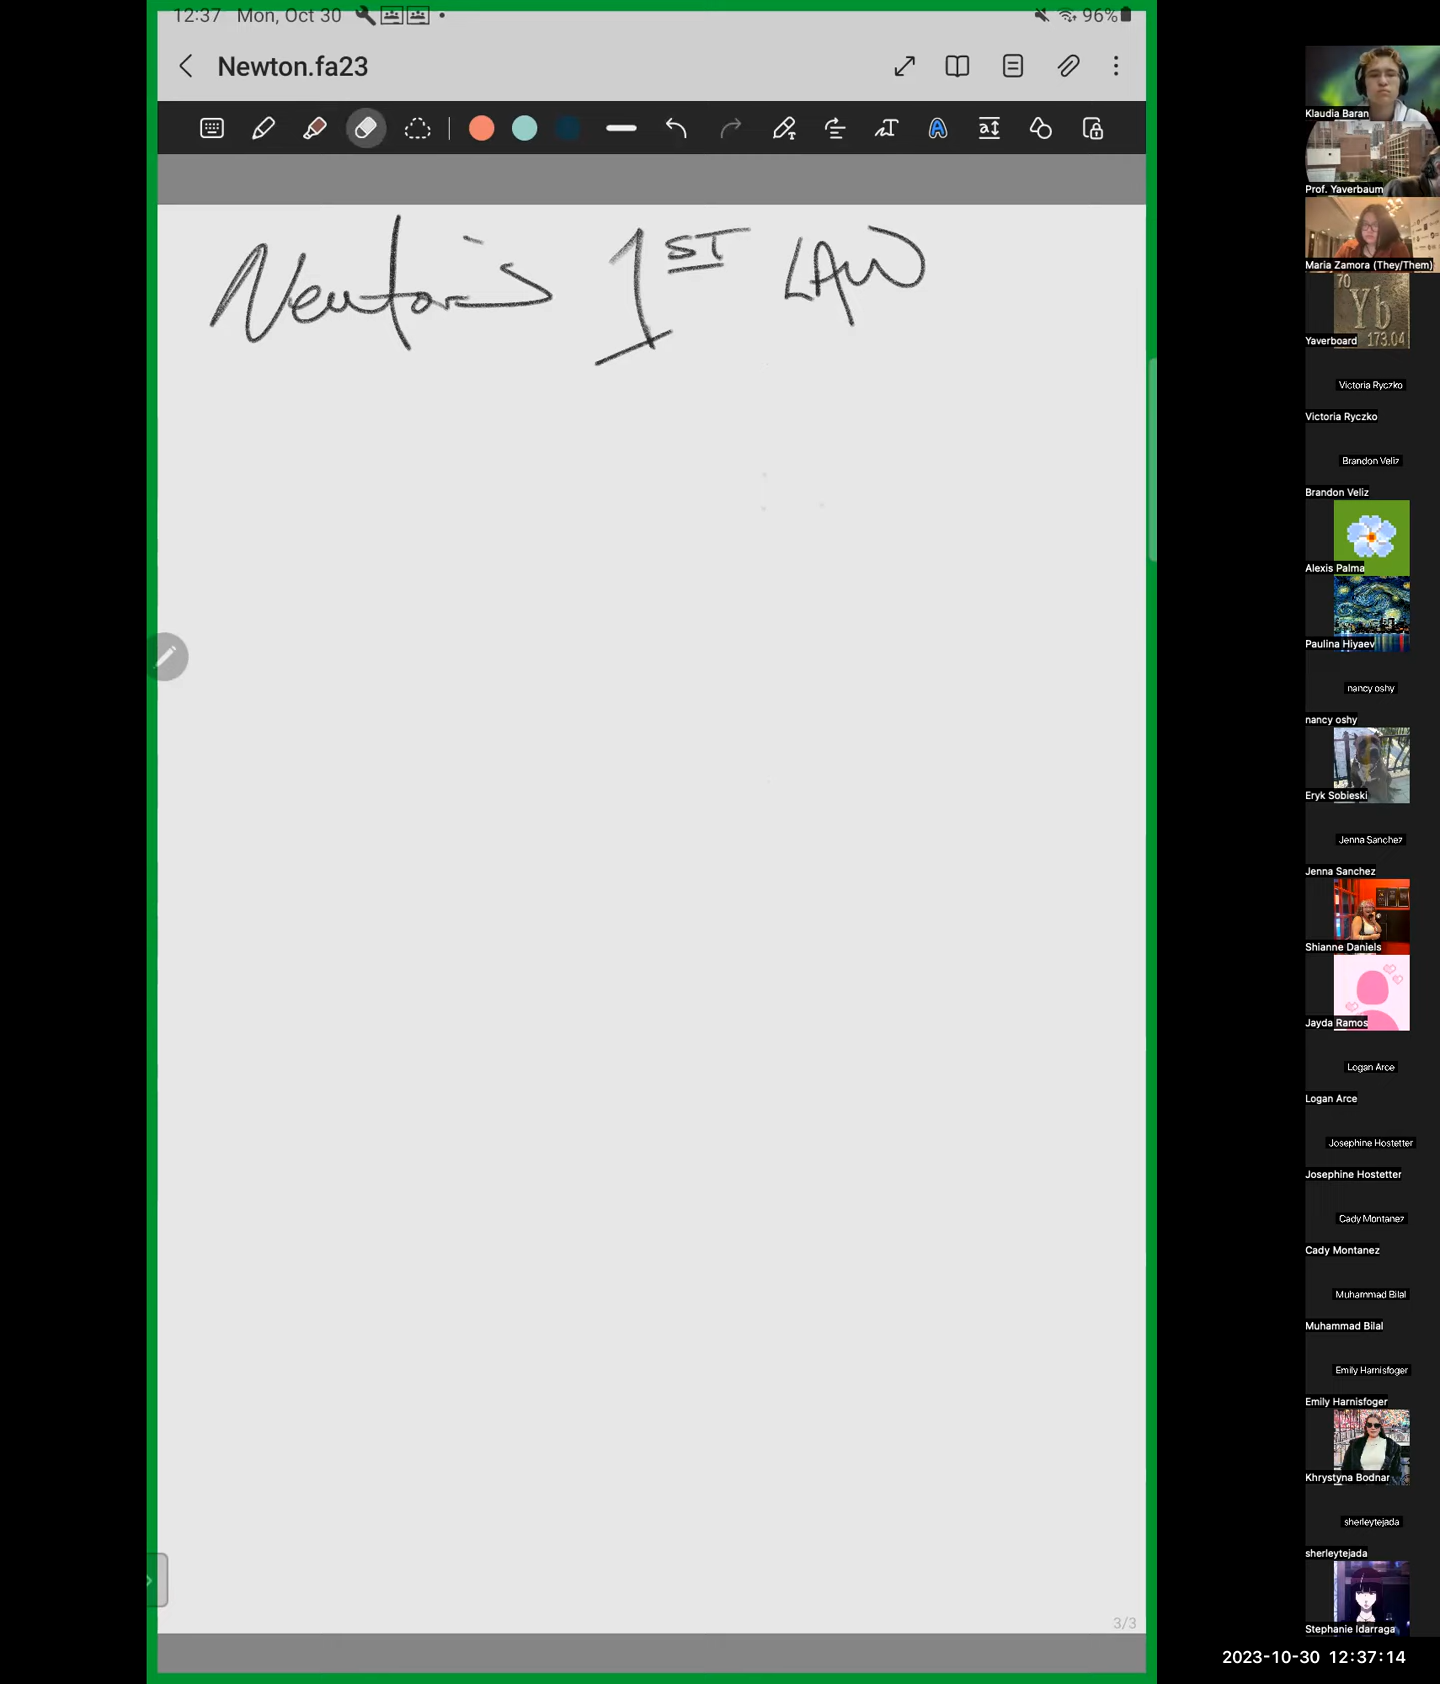 12:37 Mon, Oct 30
96%
Newton.fa23
Newton's 1ST LAW
3/3
Klaudia Baran
Prof. Yaverbaum
Maria Zamora (They/Them)
70
Yb
173.04
Yaverboard
Victoria Ryczko
Victoria Ryczko
Brandon Veliz
Brandon Veliz
Alexis Palma
Paulina Hiyaev
nancy oshy
nancy oshy
Eryk Sobieski
Jenna Sanchez
Jenna Sanchez
Shianne Daniels
Jayda Ramos
Logan Arce
Logan Arce
Josephine Hostetter
Josephine Hostetter
Cady Montanez
Cady Montanez
Muhammad Bilal
Muhammad Bilal
Emily Harnisfoger
Emily Harnisfoger
Khrystyna Bodnar
sherleytejada
sherleytejada
Stephanie Idarraga
2023-10-30 12:37:14